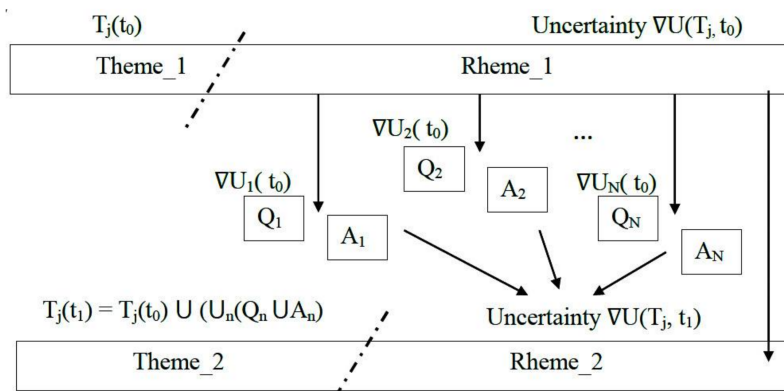 Tj(t0) Uncertainty ∇U(Tj, t0)
Theme_1 Rheme_1
∇U2( t0) ...
Q2 A2
∇U1( t0) ∇UN( t0)
Q1 A1 QN AN
Tj(t1) = Tj(t0) U (Un(Qn UAn) Uncertainty ∇U(Tj, t1)
Theme_2 Rheme_2